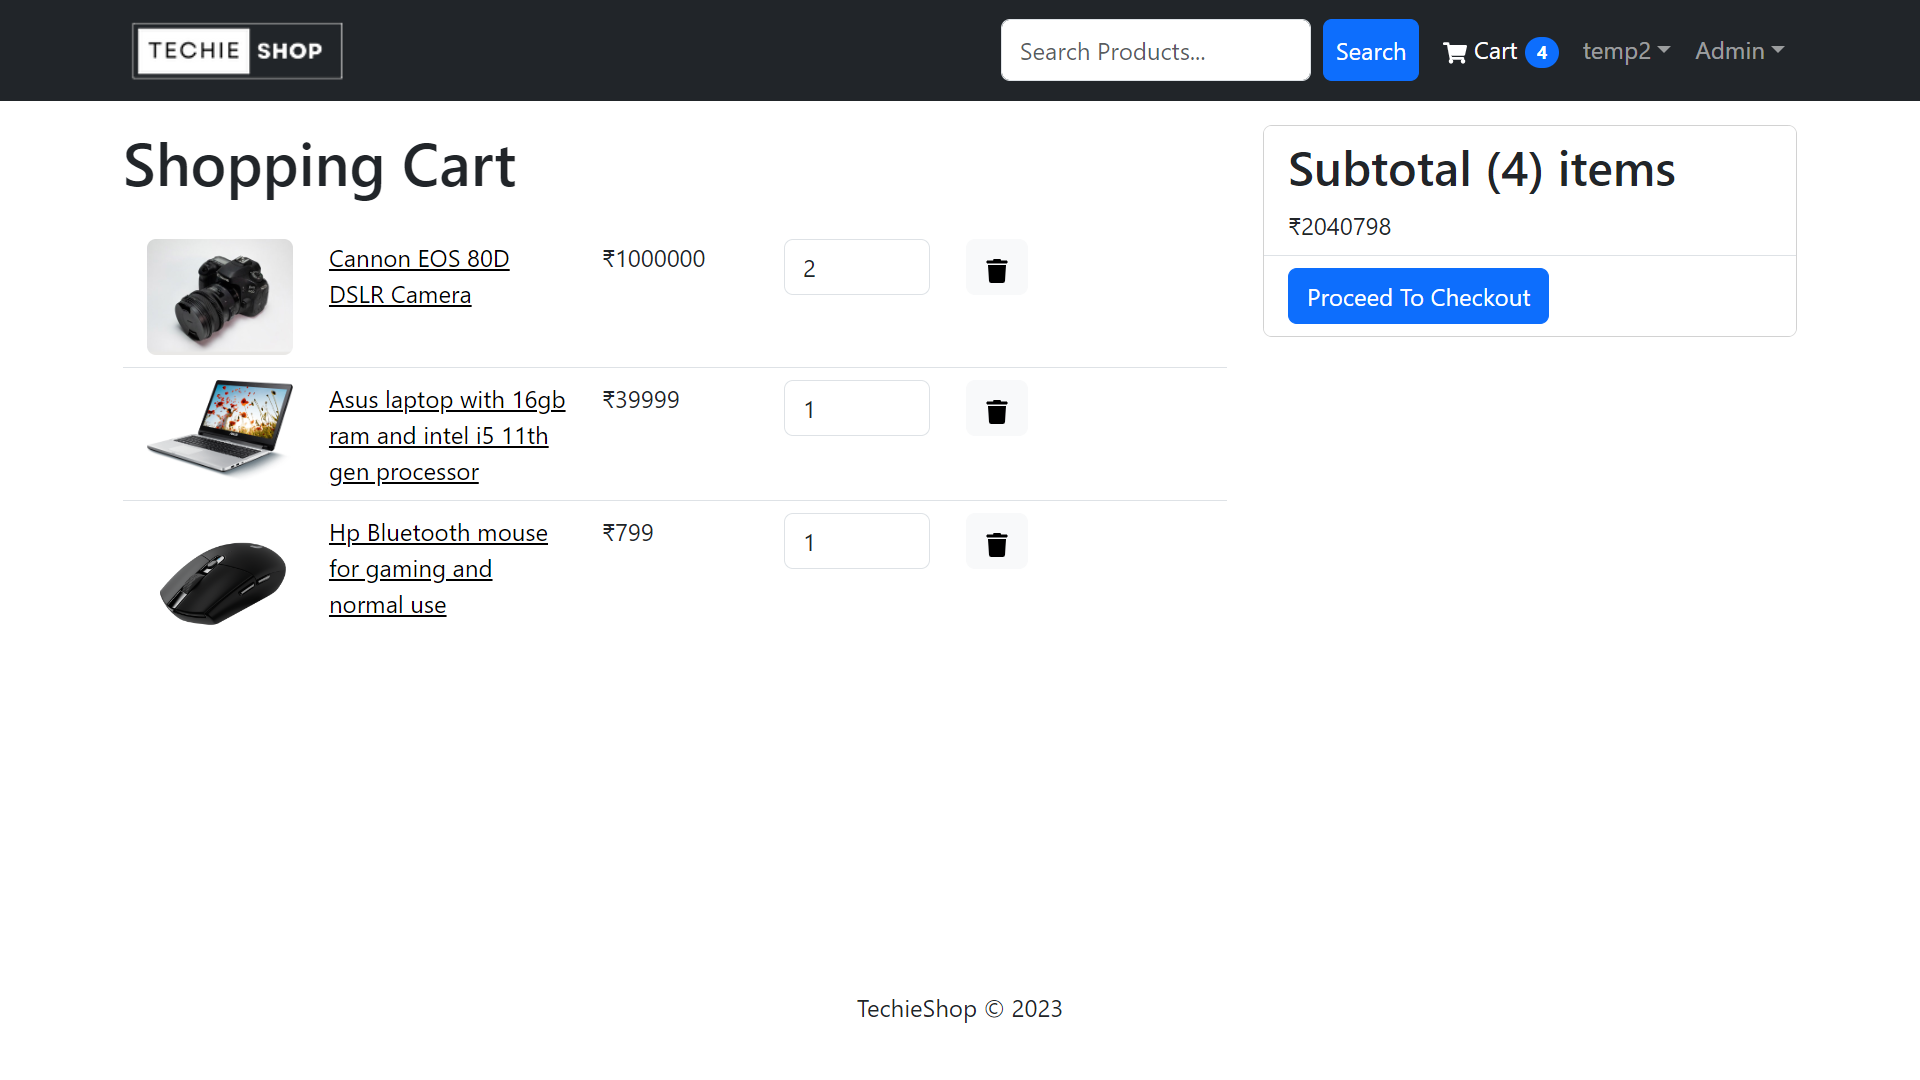 TECHIE SHOP
Search Products...
Search
Cart 4
temp2
Admin
Shopping Cart
Cannon EOS 80D
DSLR Camera
₹1000000
2
Asus laptop with 16gb
ram and intel i5 11th
gen processor
₹39999
1
Hp Bluetooth mouse
for gaming and
normal use
₹799
1
Subtotal (4) items
₹2040798
Proceed To Checkout
TechieShop © 2023